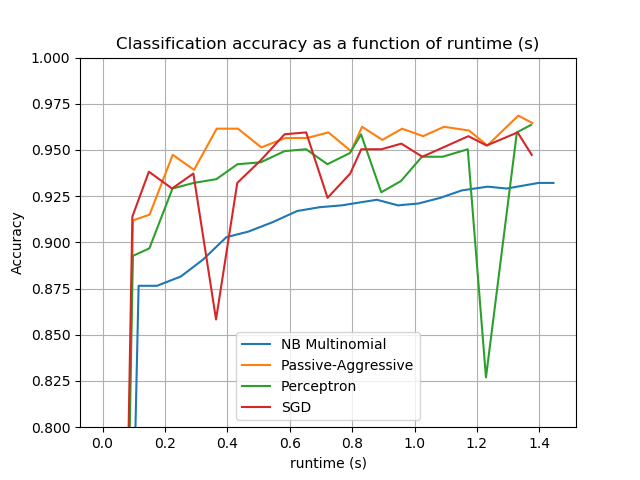 Classification accuracy as a function of runtime (s)
1.000
0.975
0.950
0.925
0.900
0.875
0.850
0.825
0.800
Accuracy
NB Multinomial
Passive-Aggressive
Perceptron
SGD
0.0 0.2 0.4 0.6 0.8 1.0 1.2 1.4
runtime (s)